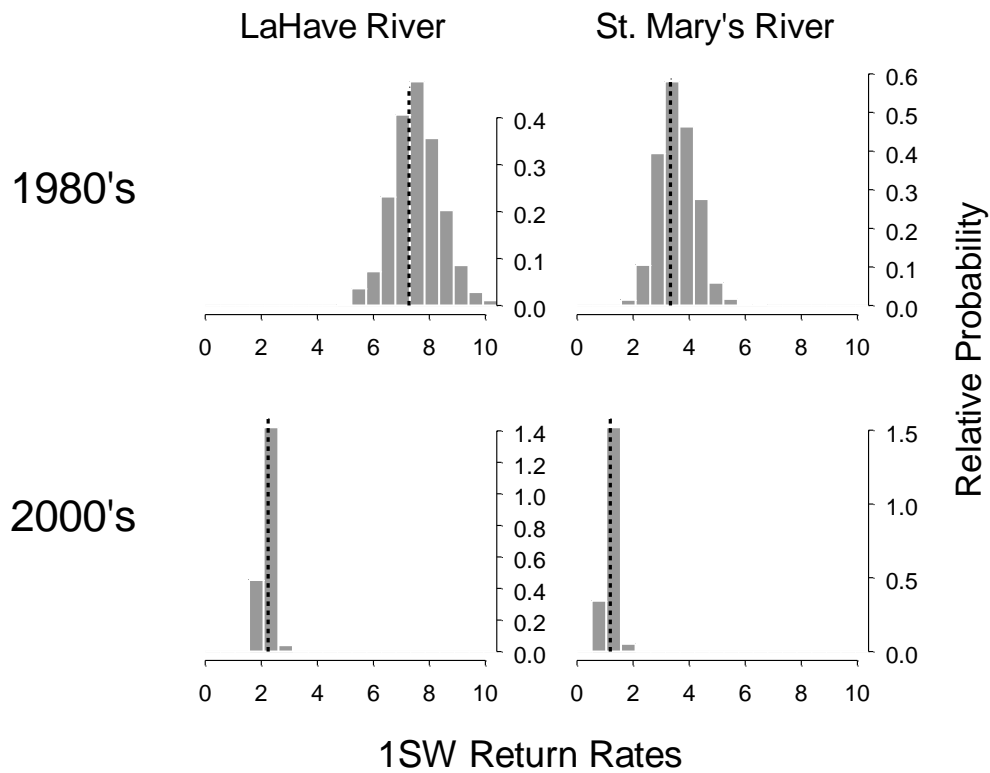 LaHave River
St. Mary's River
1980's
0.4
0.3
0.2
0.1
0.0
0 2 4 6 8 10
0.6
0.5
0.4
0.3
0.2
0.1
0.0
0 2 4 6 8 10
2000's
1.4
1.2
1.0
0.8
0.6
0.4
0.2
0.0
0 2 4 6 8 10
1.5
1.0
0.5
0.0
0 2 4 6 8 10
Relative Probability
1SW Return Rates